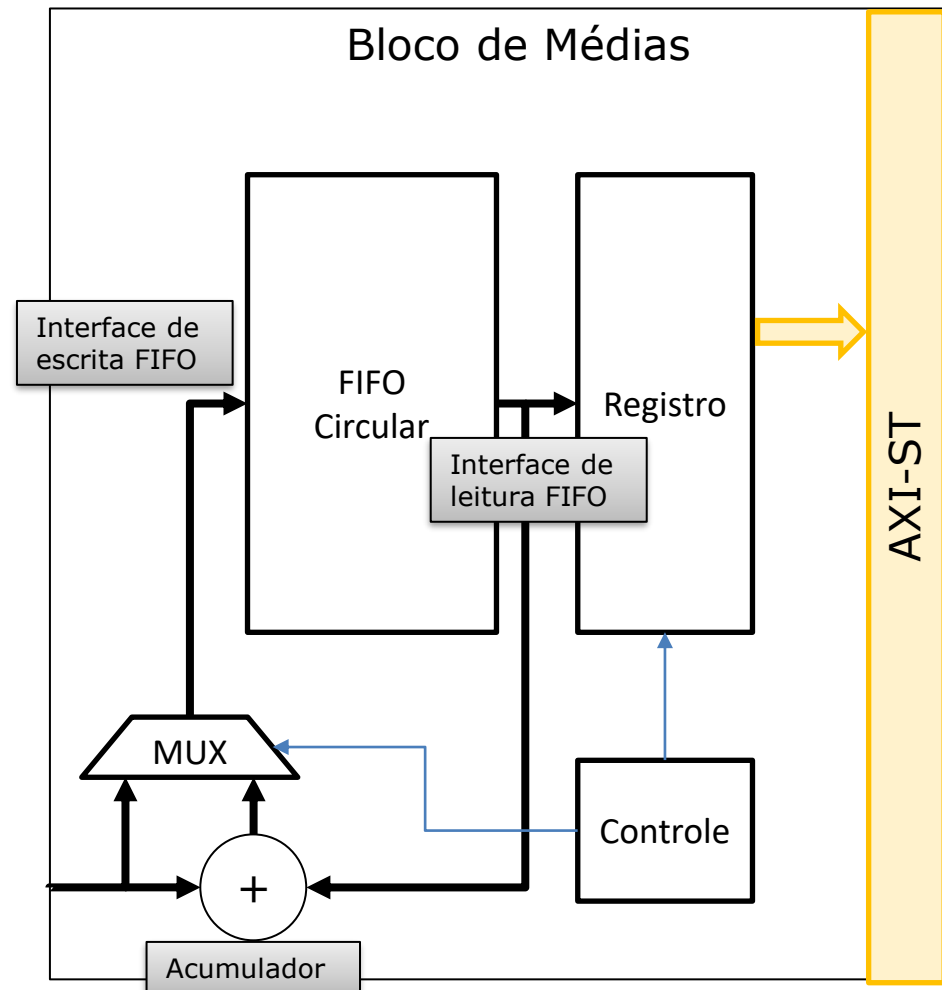 Bloco de Médias
Interface de
escrita FIFO
FIFO
Circular
Registro
Interface de
leitura FIFO
AXI-ST
MUX
Controle
+
Acumulador